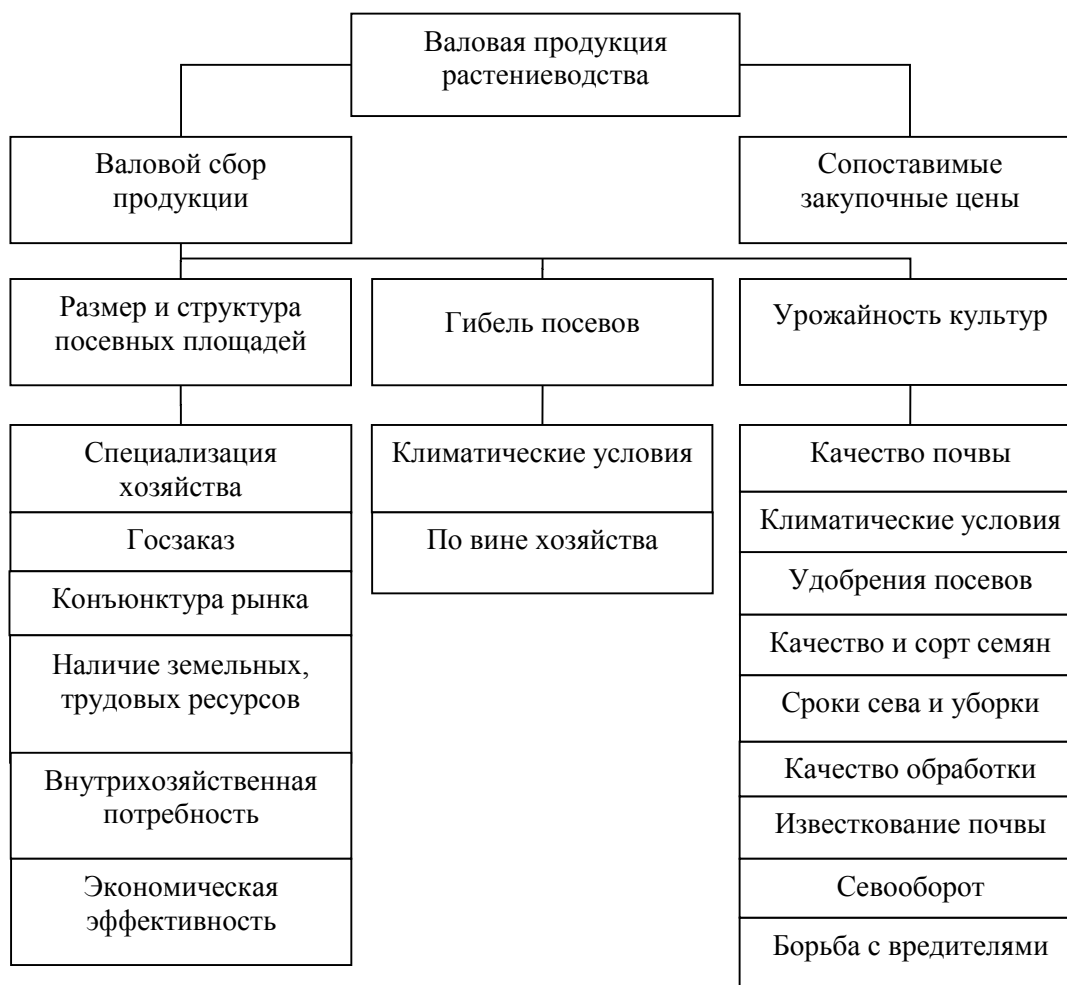 Валовая продукция
растениеводства
Валовой сбор
продукции
Сопоставимые
закупочные цены
Размер и структура
посевных площадей
Гибель посевов
Урожайность культур
Специализация
хозяйства
Госзаказ
Конъюнктура рынка
Наличие земельных,
трудовых ресурсов
Внутрихозяйственная
потребность
Экономическая
эффективность
Климатические условия
По вине хозяйства
Качество почвы
Климатические условия
Удобрения посевов
Качество и сорт семян
Сроки сева и уборки
Качество обработки
Известкование почвы
Севооборот
Борьба с вредителями